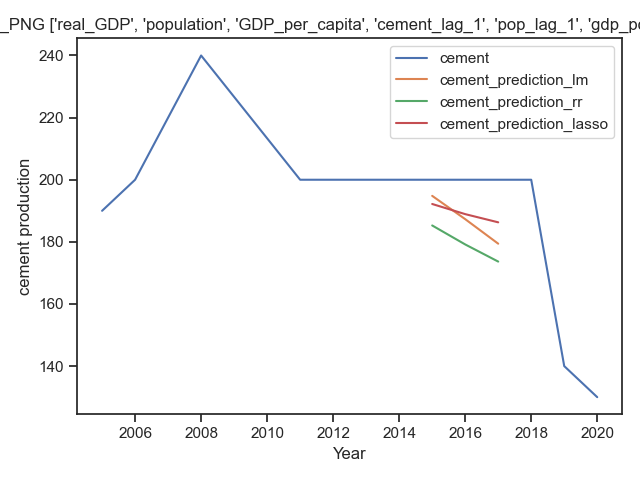 _PNG ['real_GDP', 'population', 'GDP_per_capita', 'cement_lag_1', 'pop_lag_1', 'gdp_p
cement
cement_prediction_lm
cement_prediction_rr
cement_prediction_lasso
cement production
240
220
200
180
160
140
2006 2008 2010 2012 2014 2016 2018 2020
Year